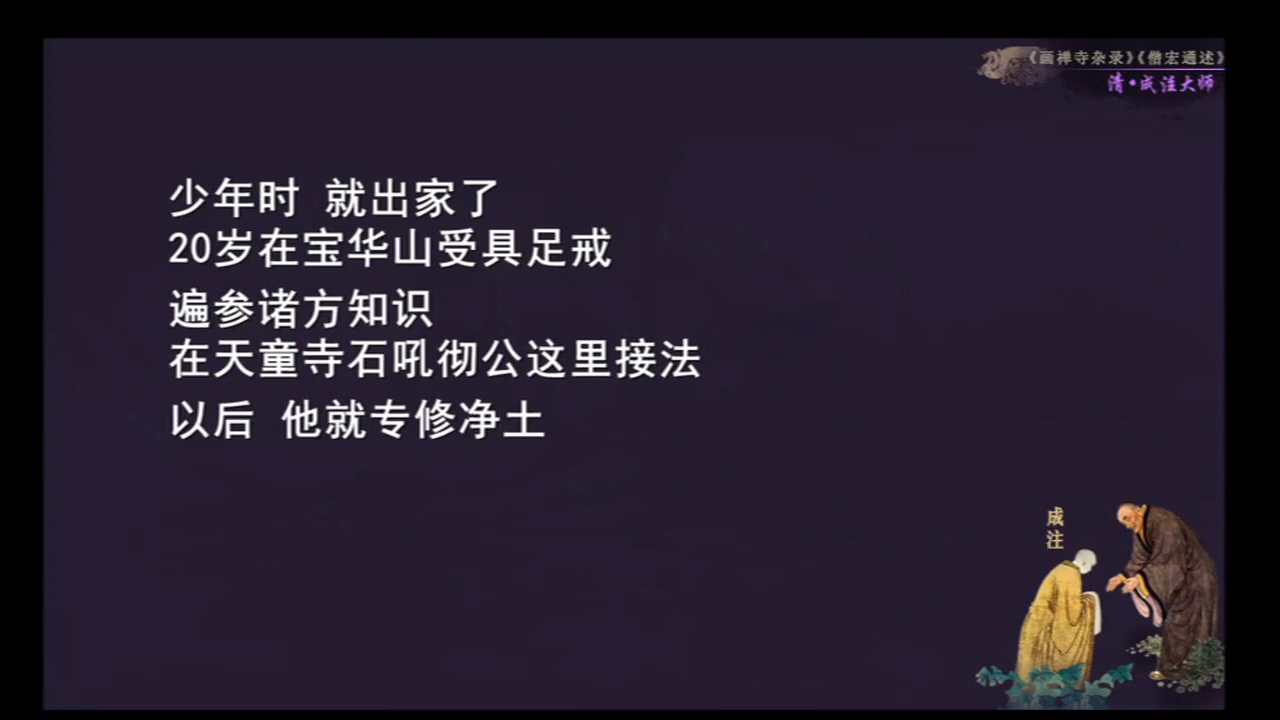 《画禅寺杂录》《僧宏通述》
清·成注大师
少年时 就出家了
20岁在宝华山受具足戒
遍参诸方知识
在天童寺石吼彻公这里接法
以后 他就专修净土
成注